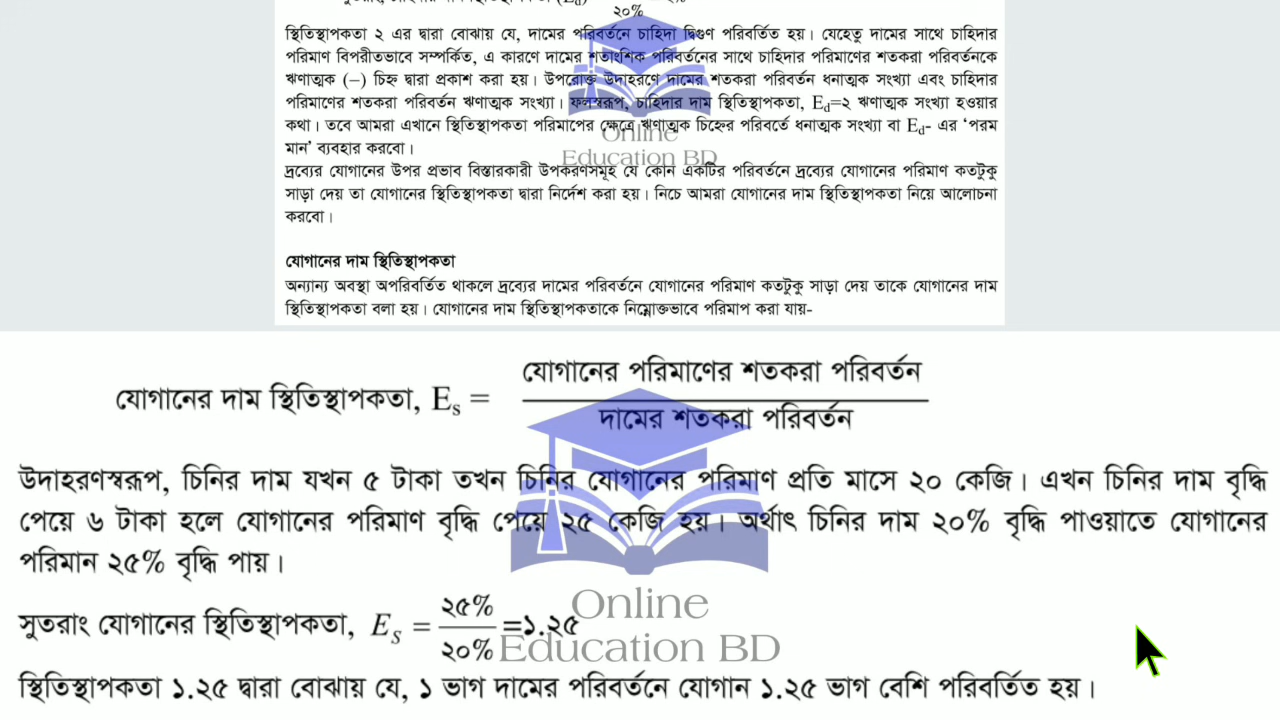 ২০%
স্থিতিস্থাপকতা ২ এর দ্বারা বোঝায় যে, দামের পরিবর্তনে চাহিদা দ্বিগুণ পরিবর্তিত হয়। যেহেতু দামের সাথে চাহিদার
পরিমাণ বিপরীতভাবে সম্পর্কিত, এ কারণে দামের শতাংশিক পরিবর্তনের সাথে চাহিদার পরিমাণের শতকরা পরিবর্তনকে
ঋণাত্মক (–) চিহ্ন দ্বারা প্রকাশ করা হয়। উপরোক্ত উদাহরণে দামের শতকরা পরিবর্তন ধনাত্মক সংখ্যা এবং চাহিদার
পরিমাণের শতকরা পরিবর্তন ঋণাত্মক সংখ্যা। ফলস্বরূপ, চাহিদার দাম স্থিতিস্থাপকতা, Ed=২ ঋণাত্মক সংখ্যা হওয়ার
কথা। তবে আমরা এখানে স্থিতিস্থাপকতা পরিমাপের ক্ষেত্রে ঋণাত্মক চিহ্নের পরিবর্তে ধনাত্মক সংখ্যা বা Ed- এর ‘পরম
মান’ ব্যবহার করবো।
Online
Education BD
দ্রব্যের যোগানের উপর প্রভাব বিস্তারকারী উপকরণসমূহ যে কোন একটির পরিবর্তনে দ্রব্যের যোগানের পরিমাণ কতটুকু
সাড়া দেয় তা যোগানের স্থিতিস্থাপকতা দ্বারা নির্দেশ করা হয়। নিচে আমরা যোগানের দাম স্থিতিস্থাপকতা নিয়ে আলোচনা
করবো।
যোগানের দাম স্থিতিস্থাপকতা
অন্যান্য অবস্থা অপরিবর্তিত থাকলে দ্রব্যের দামের পরিবর্তনে যোগানের পরিমাণ কতটুকু সাড়া দেয় তাকে যোগানের দাম
স্থিতিস্থাপকতা বলা হয়। যোগানের দাম স্থিতিস্থাপকতাকে নিম্নোক্তভাবে পরিমাপ করা যায়-
যোগানের পরিমাণের শতকরা পরিবর্তন
যোগানের দাম স্থিতিস্থাপকতা, Es =
দামের শতকরা পরিবর্তন
উদাহরণস্বরূপ, চিনির দাম যখন ৫ টাকা তখন চিনির যোগানের পরিমাণ প্রতি মাসে ২০ কেজি। এখন চিনির দাম বৃদ্ধি
পেয়ে ৬ টাকা হলে যোগানের পরিমাণ বৃদ্ধি পেয়ে ২৫ কেজি হয়। অর্থাৎ চিনির দাম ২০% বৃদ্ধি পাওয়াতে যোগানের
পরিমান ২৫% বৃদ্ধি পায়।
সুতরাং যোগানের স্থিতিস্থাপকতা, ES = ২৫%/২০% =১.২৫
Online
Education BD
স্থিতিস্থাপকতা ১.২৫ দ্বারা বোঝায় যে, ১ ভাগ দামের পরিবর্তনে যোগান ১.২৫ ভাগ বেশি পরিবর্তিত হয়।